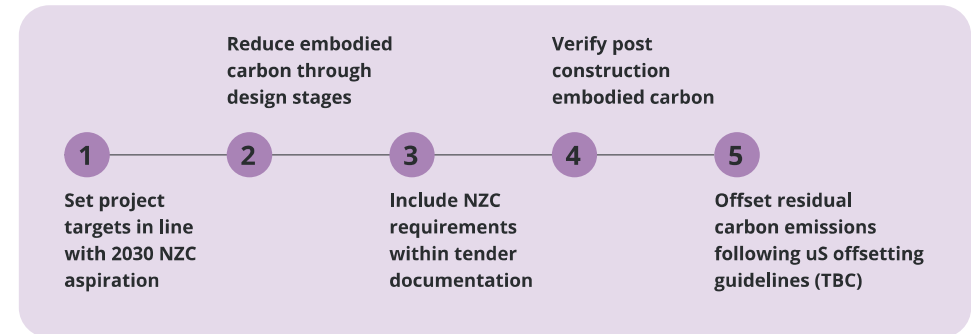 1
Set project
targets in line
with 2030 NZC
aspiration
2
Reduce embodied
carbon through
design stages
3
Include NZC
requirements
within tender
documentation
4
Verify post
construction
embodied carbon
5
Offset residual
carbon emissions
following uS offsetting
guidelines (TBC)